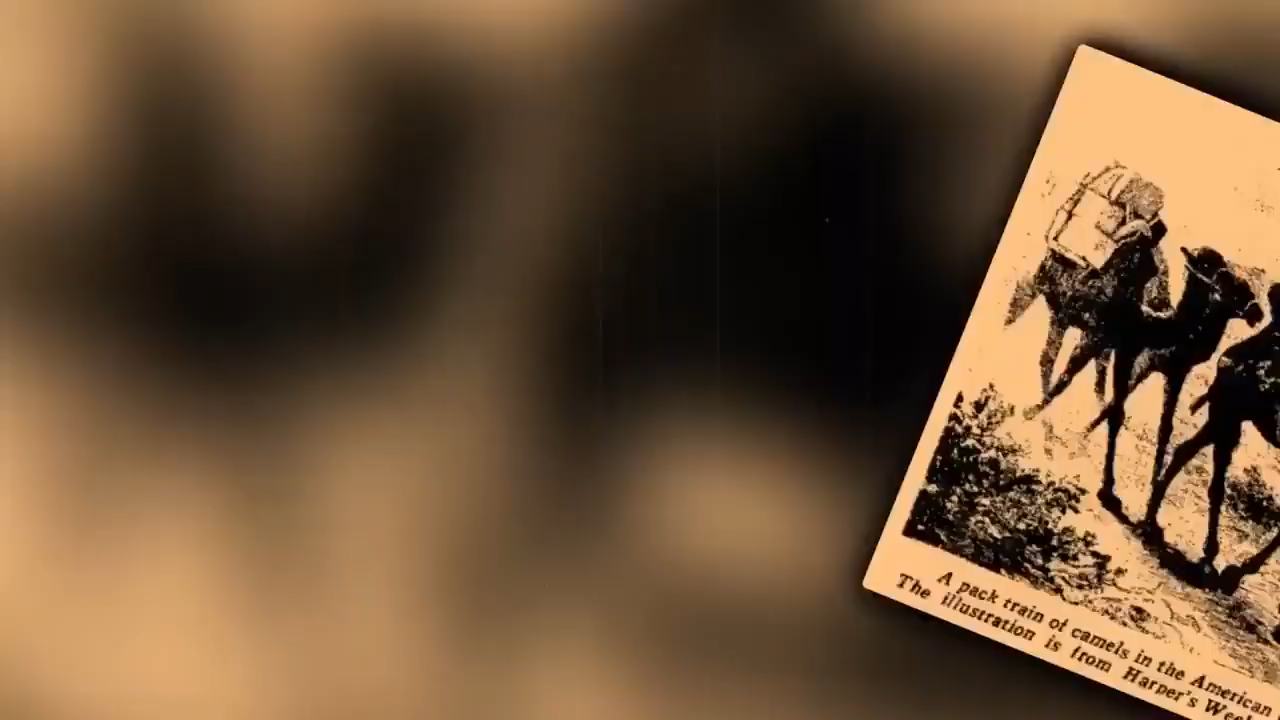 A pack train of camels in the American
The illustration is from Harper's